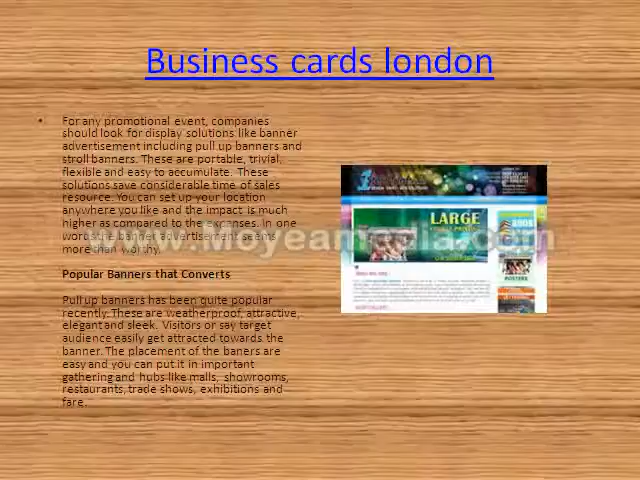 Business cards london
• For any promotional event, companies
should look for display solutions like banner
advertisement including pull up banners and
stroll banners. These are portable, trivial,
flexible and easy to accumulate. These
solutions save considerable time of sales
resource. You can set up your location
anywhere you like and the impact is much
higher as compared to the expenses. In one
word the banner advertisement seems
more than worthy.
www.Moyeamedia.com
Popular Banners that Converts
Pull up banners has been quite popular
recently. These are weatherproof, attractive,
elegant and sleek. Visitors or say target
audience easily get attracted towards the
banner. The placement of the baners are
easy and you can put it in important
gathering and hubs like malls, showrooms,
restaurants, trade shows, exhibitions and
fare.
LARGE
POSTERS